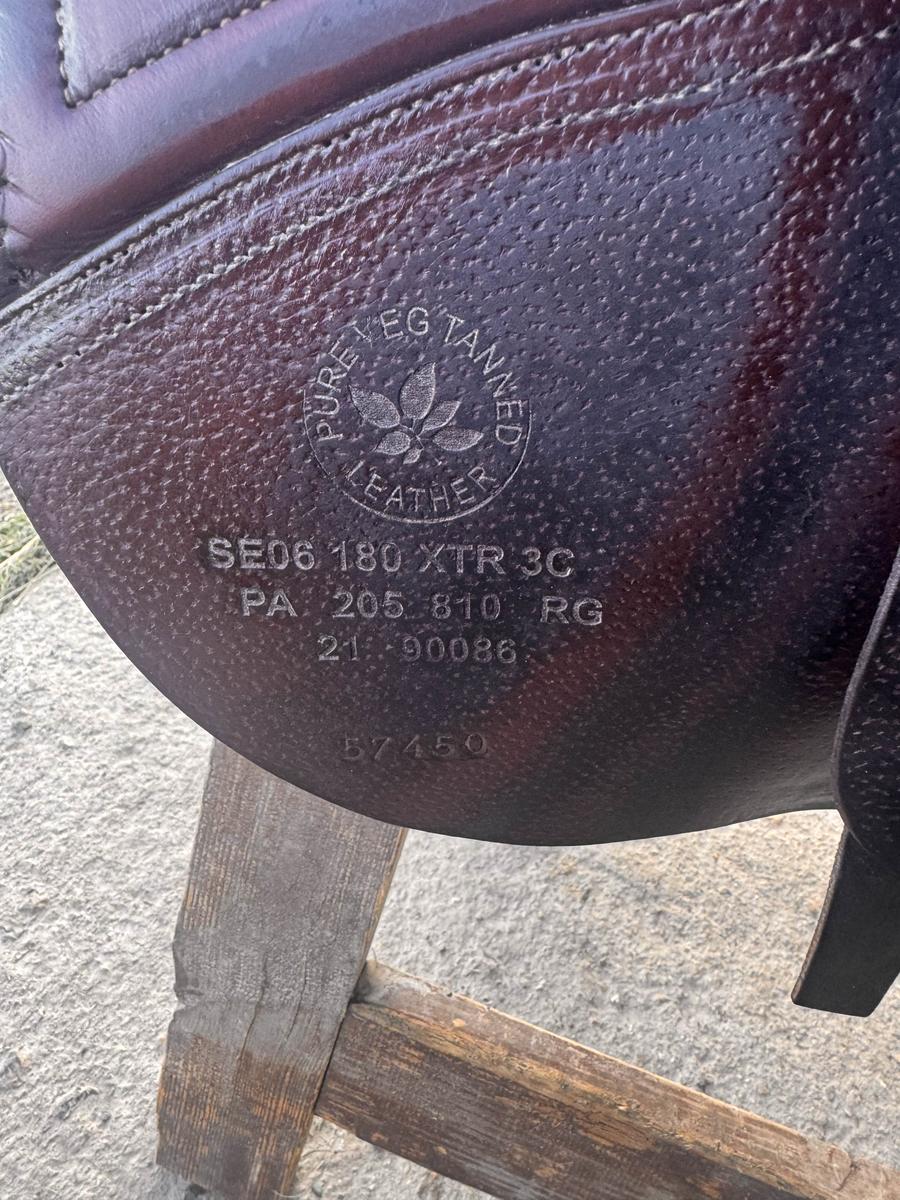 PURE VEG TANNED
LEATHER
SE06 180 XTR 3C
PA 205 810 RG
21 90086
57450